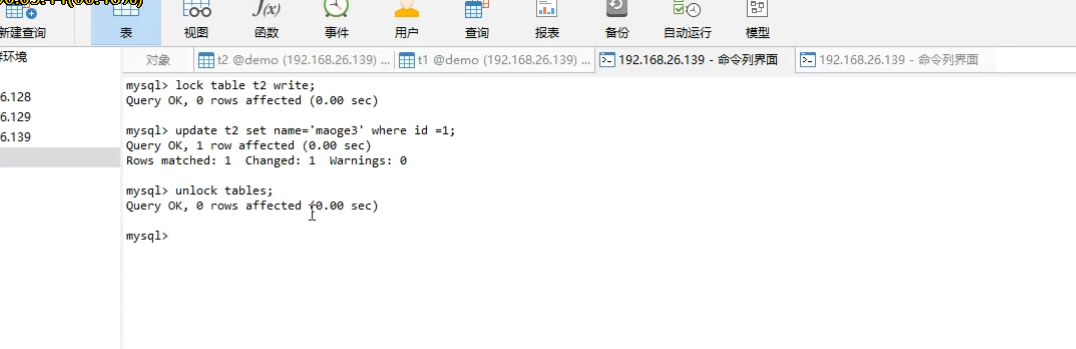 新建查询
表
视图
函数
事件
用户
查询
报表
备份
自动运行
模型
环境
对象
t2 @demo (192.168.26.139) ...
t1 @demo (192.168.26.139) ...
192.168.26.139 - 命令列界面
192.168.26.139 - 命令列界面
6.128
6.129
6.139
mysql> lock table t2 write;
Query OK, 0 rows affected (0.00 sec)
mysql> update t2 set name='maoge3' where id =1;
Query OK, 1 row affected (0.00 sec)
Rows matched: 1  Changed: 1  Warnings: 0
mysql> unlock tables;
Query OK, 0 rows affected (0.00 sec)
mysql>